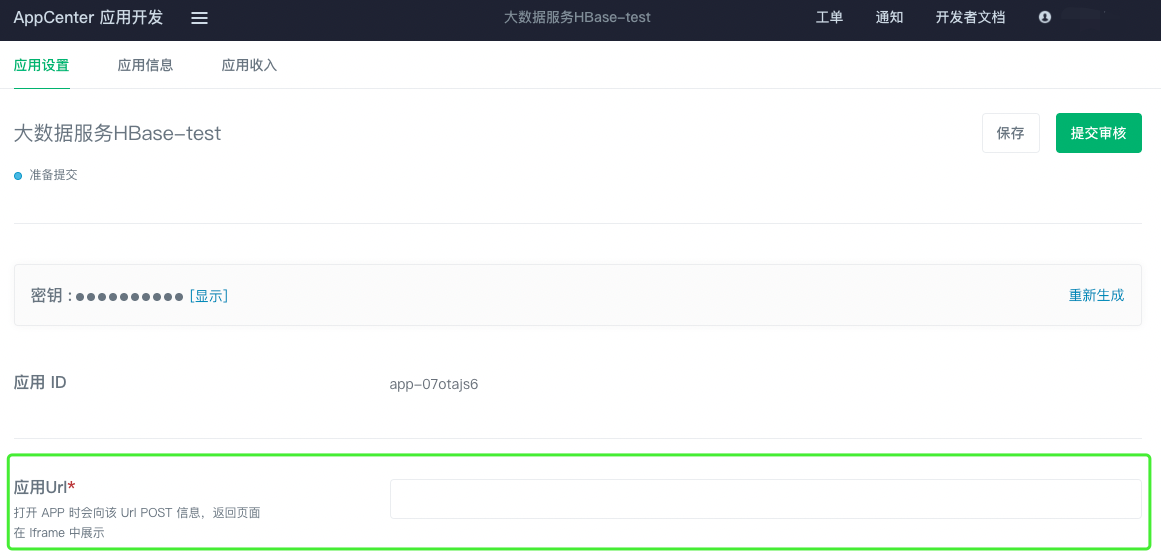 AppCenter 应用开发
大数据服务HBase-test
工单 通知 开发者文档
应用设置 应用信息 应用收入
大数据服务HBase-test
保存 提交审核
准备提交
密钥 :●●●●●●●●●● [显示] 重新生成
应用 ID app-07otajs6
应用Url*
打开 APP 时会向该 Url POST 信息，返回页面
在 Iframe 中展示